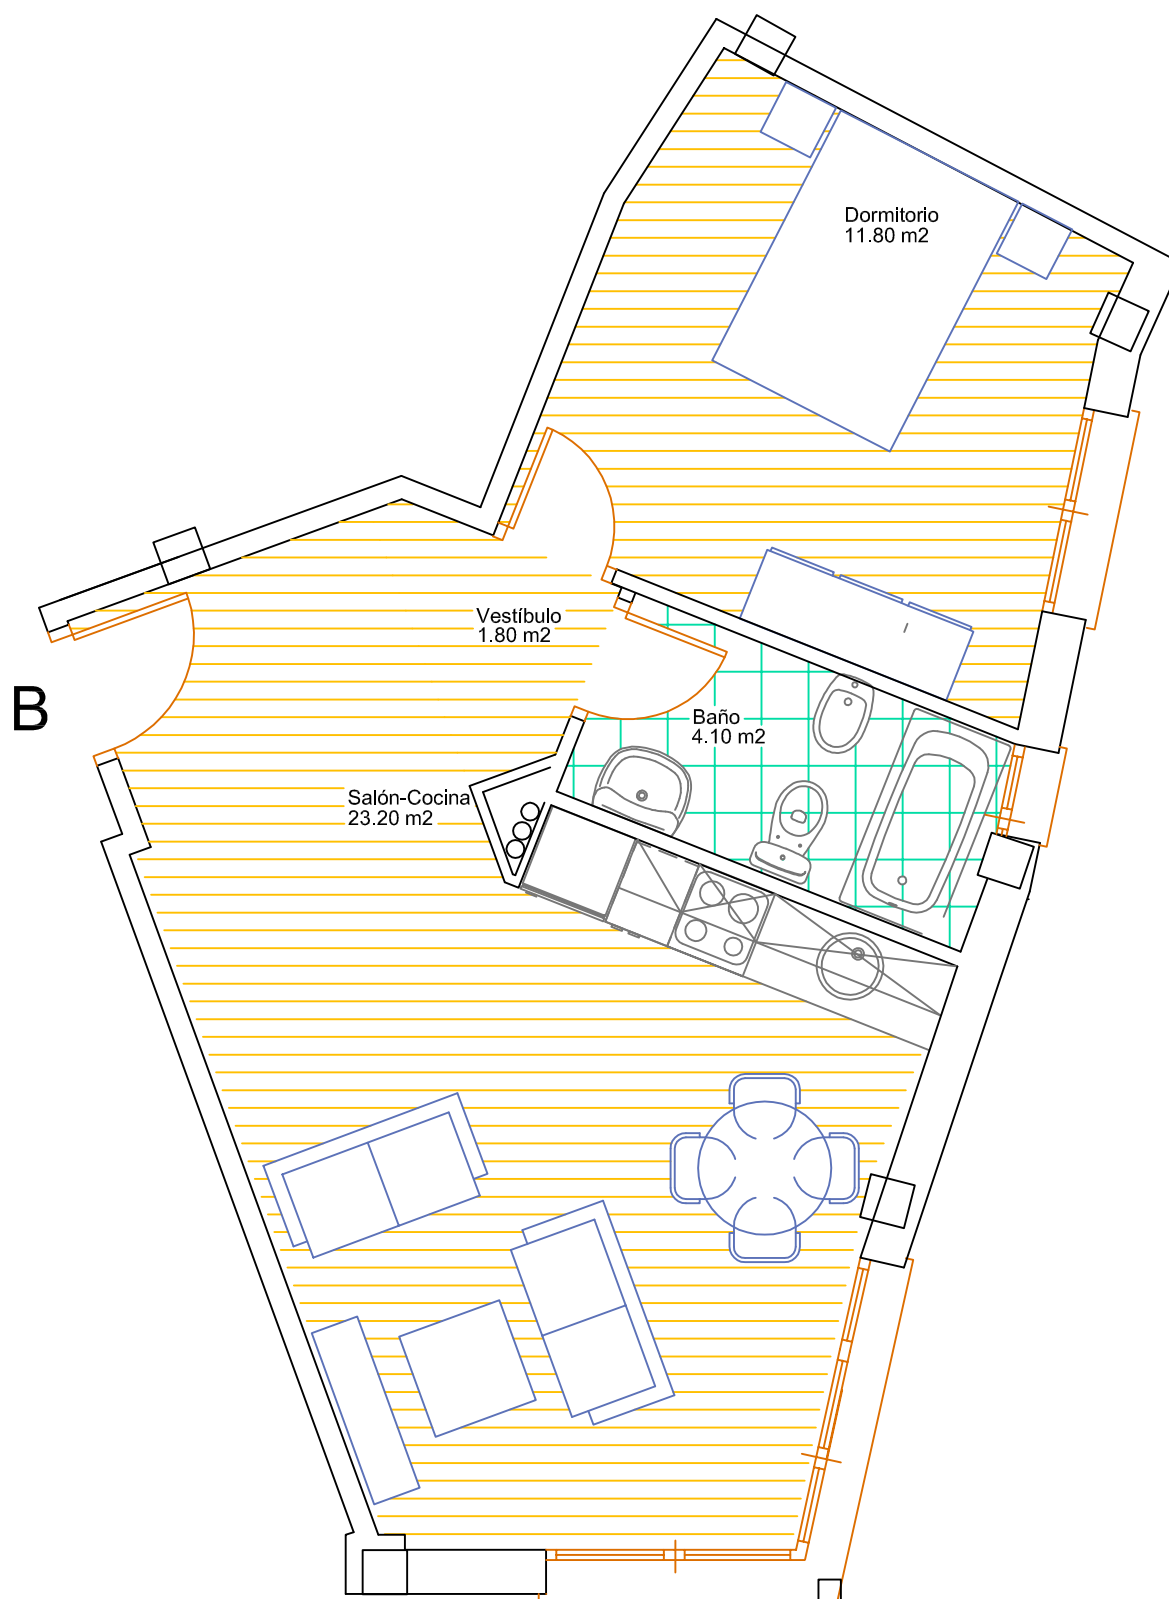 Dormitorio
11.80 m2
Vestíbulo
1.80 m2
B
Baño
4.10 m2
Salón-Cocina
23.20 m2